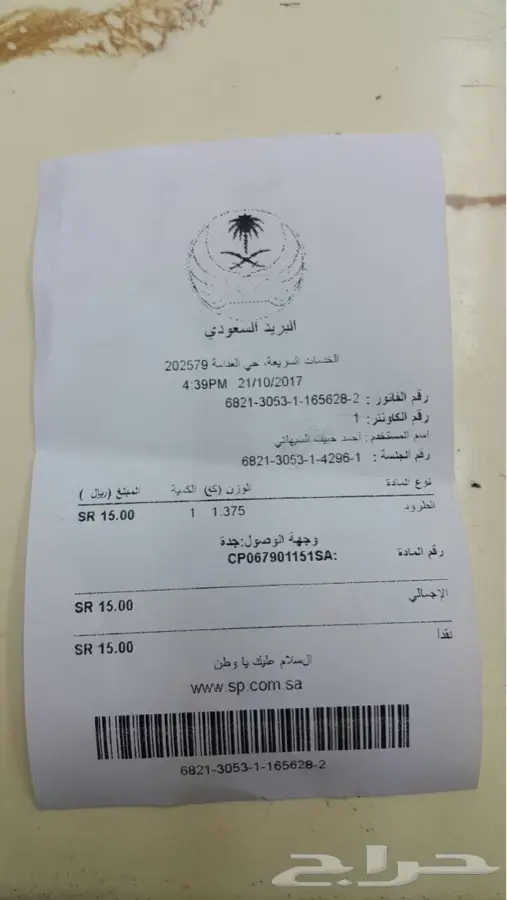 البريد السعودي
الخدمات السريعة، حي العدامة 202579
4:39PM 21/10/2017
رقم الفاتور : 6821-3053-1-165628-2
رقم الكاونتر: 1
اسم المستخدم : أحمد حبيب السيهاتي
رقم الجلسة : 6821-3053-1-4296-1
نوع المادة الوزن (كغ) الكمية المبلغ (ريال )
الطرود 1.375 1 SR 15.00
وجهة الوصول:جدة
رقم المادة CP067901151SA:
الإجمالي SR 15.00
نقدا SR 15.00
السلام عليك يا وطن
www.sp.com.sa
6821-3053-1-165628-2
حراج